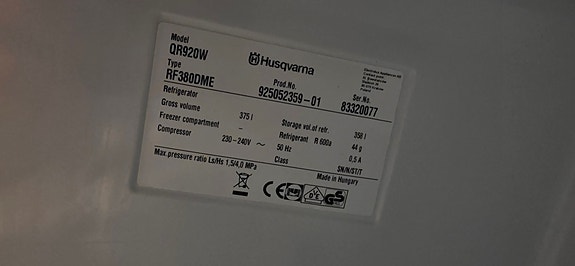 Model
QR920W
Type
RF380DME
Husqvarna
Prod.No.
925052359-01
Ser.No.
83320077
Refrigerator
Gross volume 375 l
Storage vol.of refr. 358 l
Freezer compartment –
Refrigerant R 600a 44 g
Compressor 230-240V ~ 50 Hz 0,5 A
Class SN/N/ST/T
Max pressure ratio Ls/Hs 1,5/4,0 MPa
Made in Hungary
CE
D E
GS